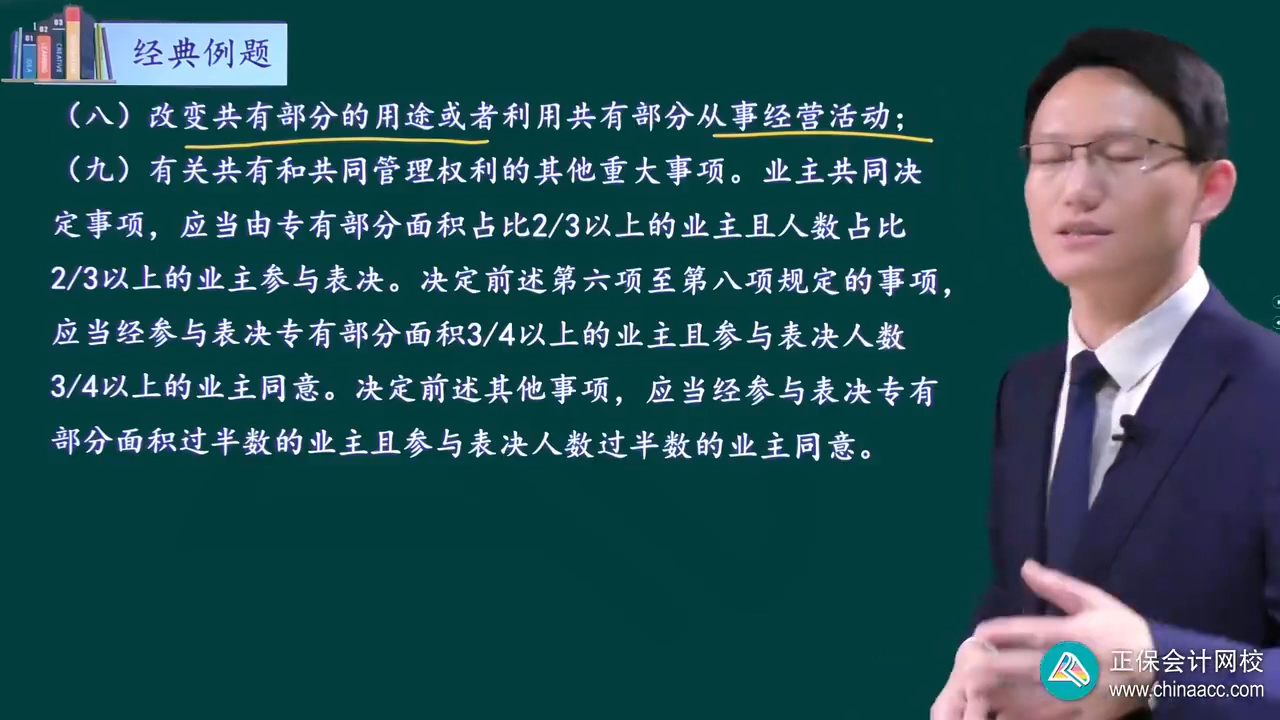 经典例题
（八）改变共有部分的用途或者利用共有部分从事经营活动；
（九）有关共有和共同管理权利的其他重大事项。业主共同决
定事项，应当由专有部分面积占比2/3以上的业主且人数占比
2/3以上的业主参与表决。决定前述第六项至第八项规定的事项，
应当经参与表决专有部分面积3/4以上的业主且参与表决人数
3/4以上的业主同意。决定前述其他事项，应当经参与表决专有
部分面积过半数的业主且参与表决人数过半数的业主同意。
正保会计网校
www.chinaacc.com